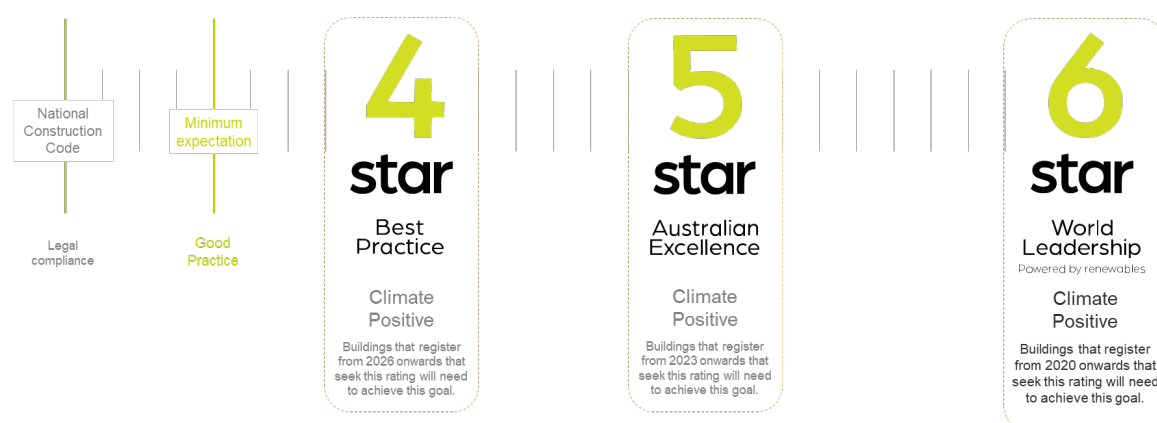 National
Construction
Code
Legal
compliance
Minimum
expectation
Good
Practice
4
star
Best
Practice
Climate
Positive
Buildings that register
from 2026 onwards that
seek this rating will need
to achieve this goal.
5
star
Australian
Excellence
Climate
Positive
Buildings that register
from 2023 onwards that
seek this rating will need
to achieve this goal.
6
star
World
Leadership
Powered by renewables
Climate
Positive
Buildings that register
from 2020 onwards that
seek this rating will need
to achieve this goal.